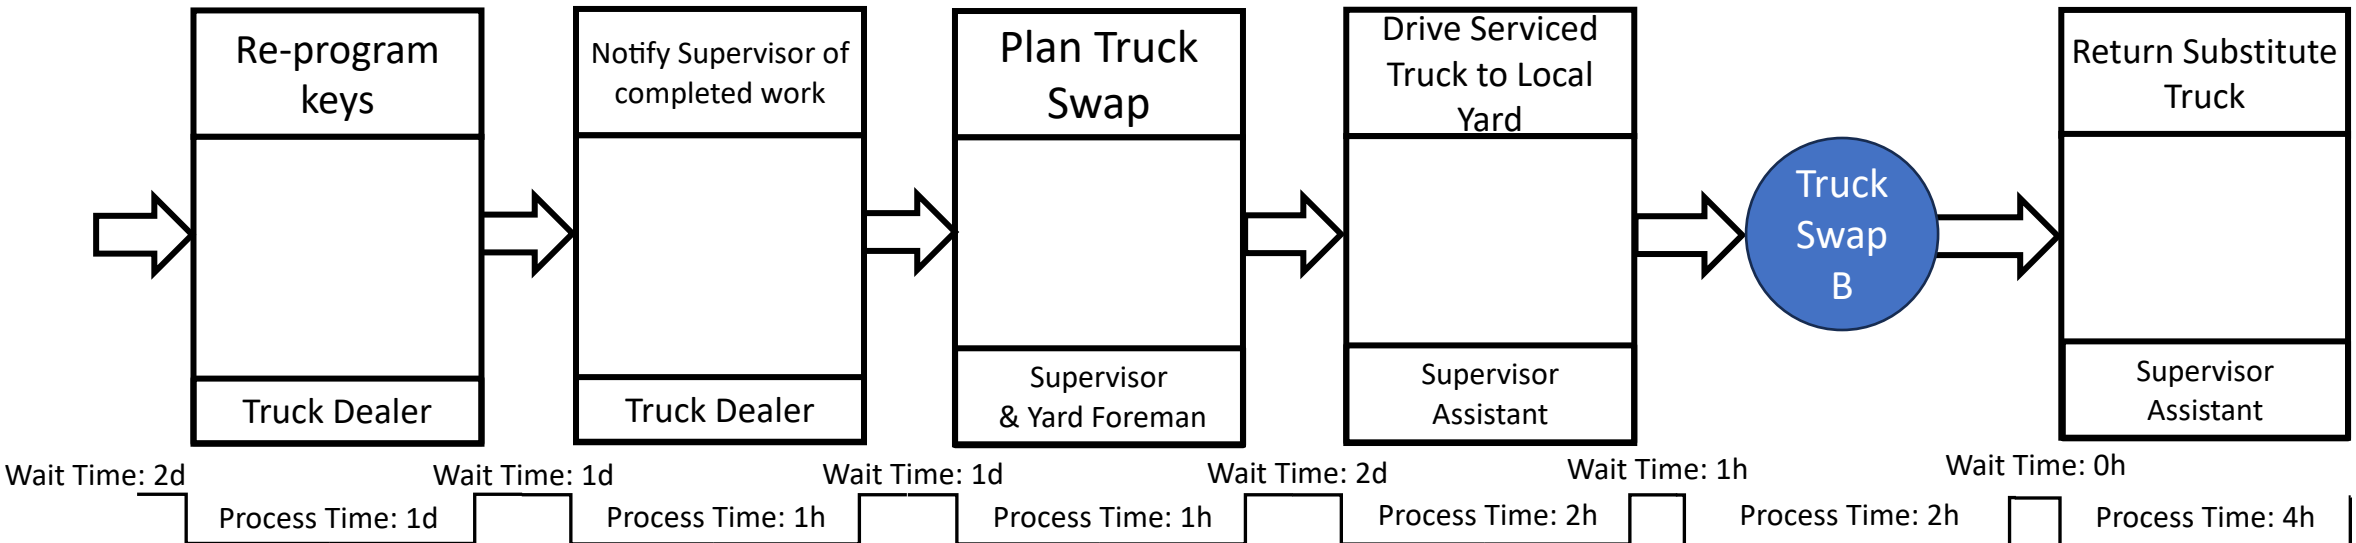 Re-program
keys
Notify Supervisor of
completed work
Plan Truck
Swap
Drive Serviced
Truck to Local
Yard
Return Substitute
Truck
Truck
Swap
B
Truck Dealer
Truck Dealer
Supervisor
& Yard Foreman
Supervisor
Assistant
Supervisor
Assistant
Wait Time: 2d
Wait Time: 1d
Wait Time: 1d
Wait Time: 2d
Wait Time: 1h
Wait Time: 0h
Process Time: 1d
Process Time: 1h
Process Time: 1h
Process Time: 2h
Process Time: 2h
Process Time: 4h